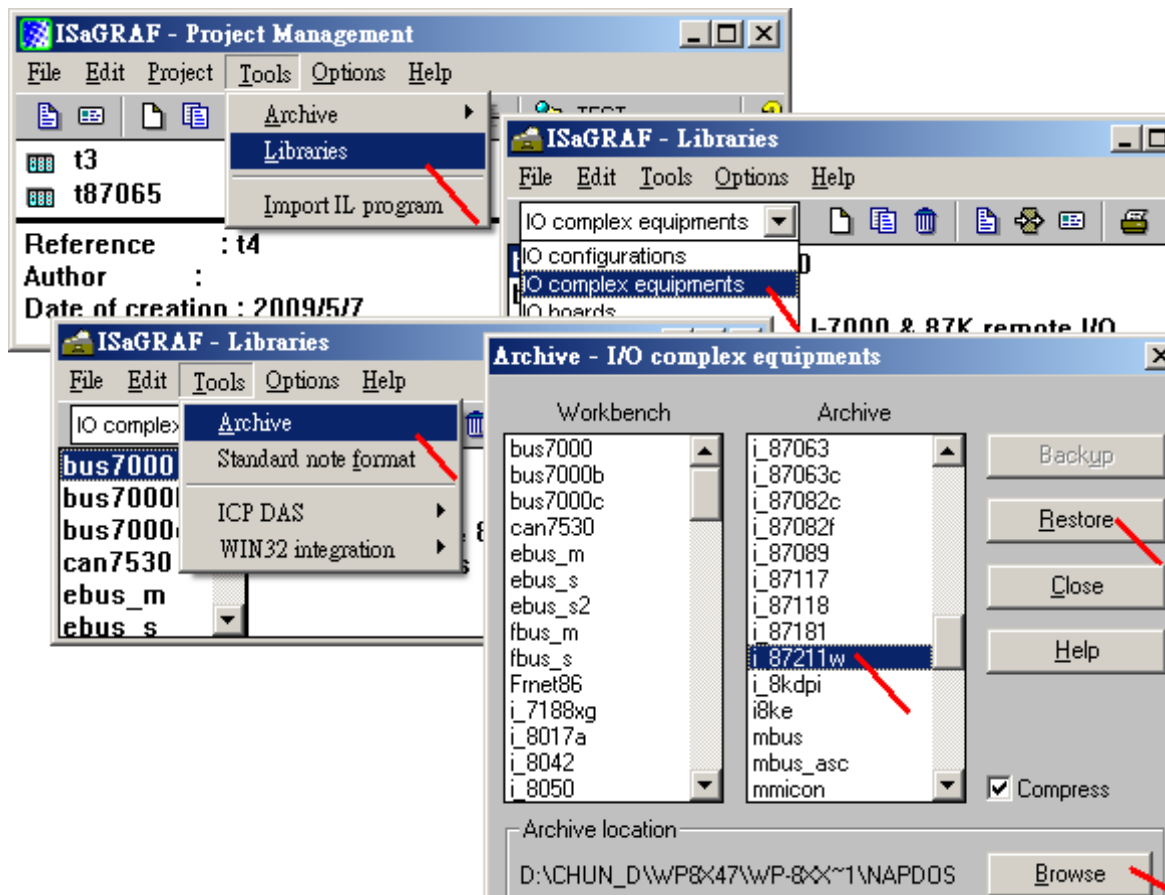 ISaGRAF - Project Management
File Edit Project Tools Options Help
Archive
Libraries
Import IL program
t3
t87065
Reference : t4
Author :
Date of creation : 2009/5/7
ISaGRAF - Libraries
File Edit Tools Options Help
IO complex equipments
IO configurations
IO complex equipments
IO boards
I-7000 & 87K remote I/O
ISaGRAF - Libraries
File Edit Tools Options Help
IO complex
Archive
Standard note format
ICP DAS
WIN32 integration
bus7000
bus7000b
bus7000c
can7530
ebus_m
ebus_s
Archive - I/O complex equipments
Workbench
bus7000
bus7000b
bus7000c
can7530
ebus_m
ebus_s
ebus_s2
fbus_m
fbus_s
Frnet86
i_7188xg
i_8017a
i_8042
i_8050
Archive
i_87063
i_87063c
i_87082c
i_87082f
i_87089
i_87117
i_87118
i_87181
i_87211w
i_8kdpi
i8ke
mbus
mbus_asc
mmicon
Backup
Restore
Close
Help
Compress
Archive location
D:\CHUN_D\WP8X47\WP-8XX~1\NAPDOS
Browse